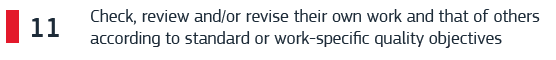 11
Check, review and/or revise their own work and that of others
according to standard or work-specific quality objectives